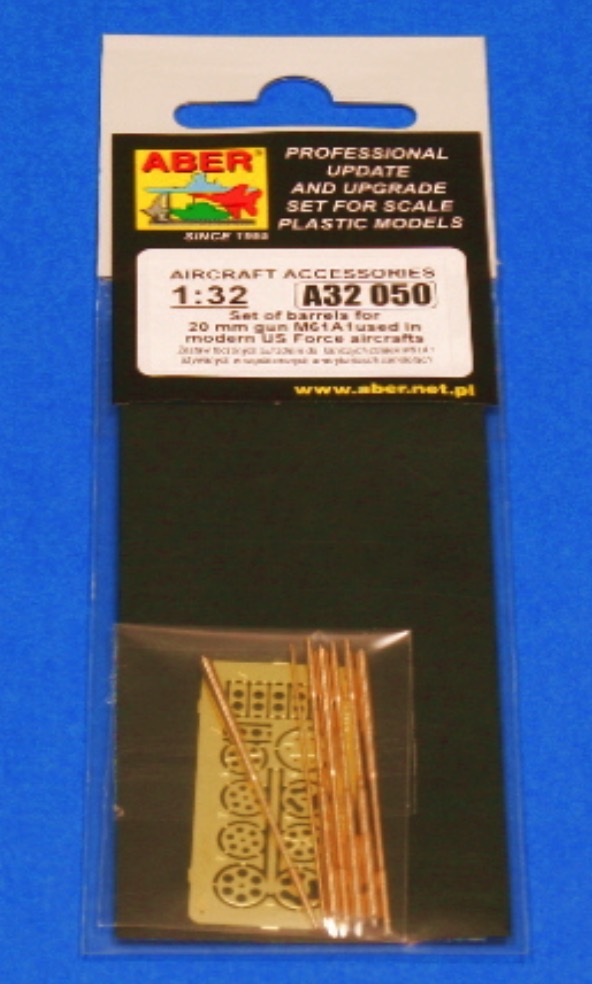 ABER
SINCE 1995
PROFESSIONAL
UPDATE
AND UPGRADE
SET FOR SCALE
PLASTIC MODELS
AIRCRAFT ACCESSORIES
1:32 A32 050
Set of barrels for
20 mm gun M61A1used in
modern US Force aircrafts
www.aber.net.pl